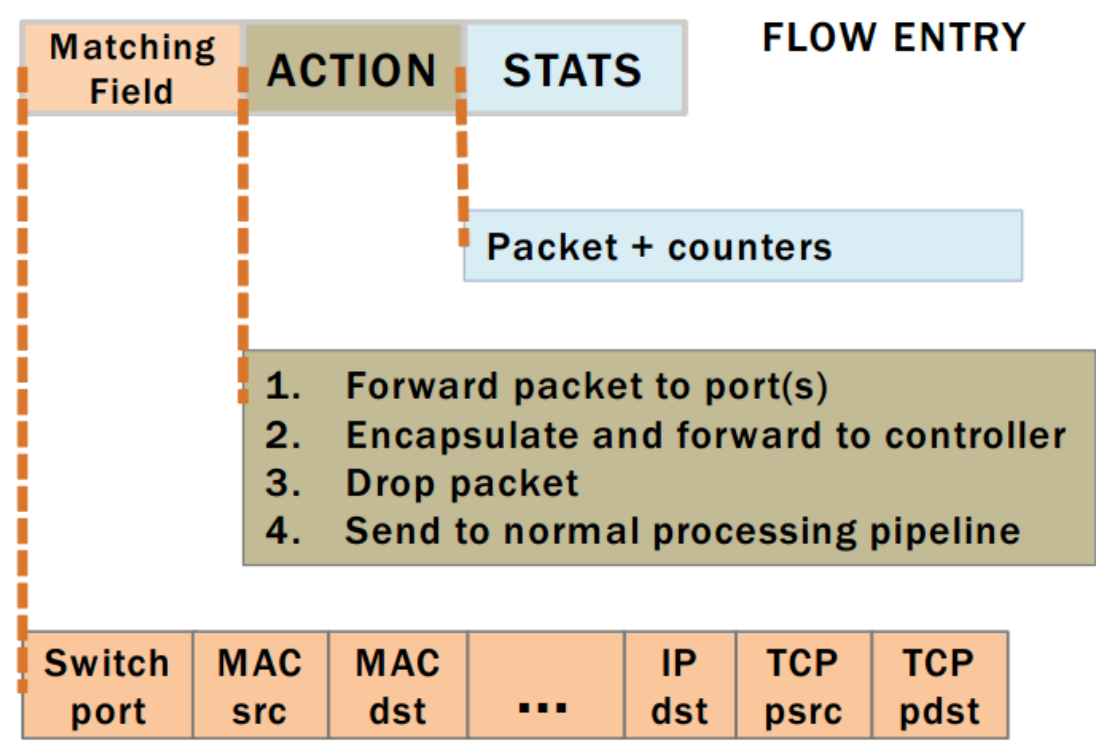 Matching
Field
ACTION
STATS
FLOW ENTRY
Packet + counters
1. Forward packet to port(s)
2. Encapsulate and forward to controller
3. Drop packet
4. Send to normal processing pipeline
Switch
port
MAC
src
MAC
dst
...
IP
dst
TCP
psrc
TCP
pdst